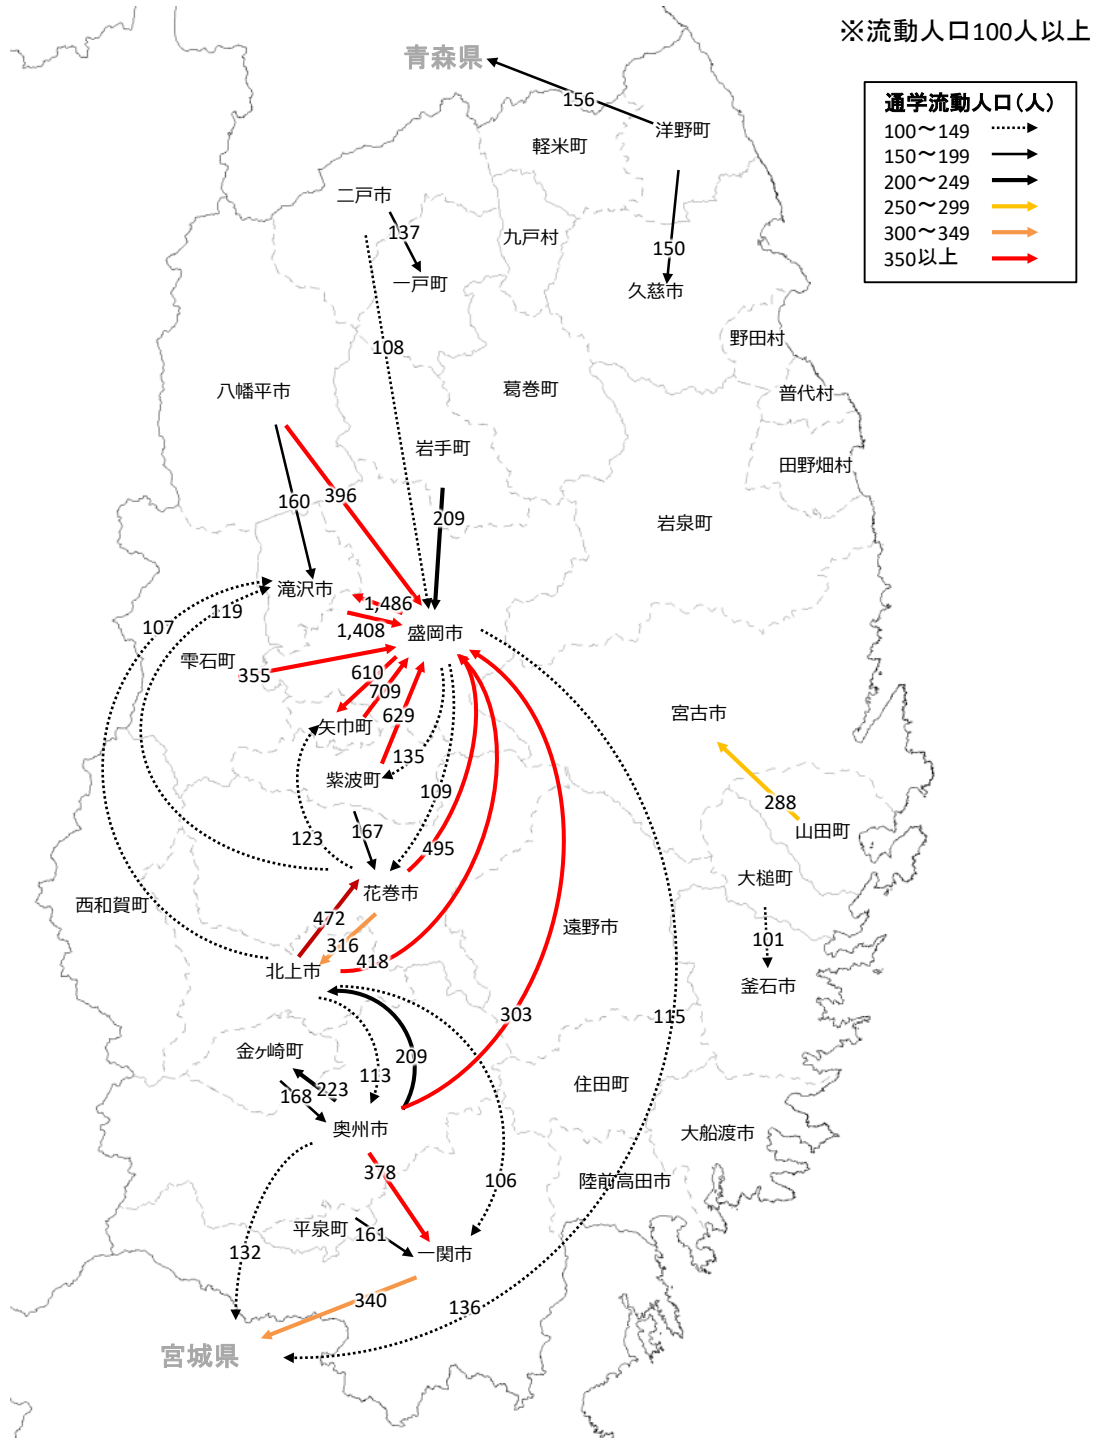 ※流動人口100人以上
青森県
通学流動人口(人)
100～149
150～199
200～249
250～299
300～349
350以上
156
洋野町
軽米町
二戸市
137
九戸村
150
一戸町
久慈市
108
野田村
八幡平市
葛巻町
普代村
岩手町
田野畑村
160
396
209
岩泉町
滝沢市
1,486
119
107
1,408
盛岡市
雫石町
355
610
709
629
宮古市
矢巾町
135
紫波町
109
288
山田町
167
123
495
大槌町
花巻市
西和賀町
472
遠野市
316
101
418
北上市
釜石市
303
115
金ケ崎町
209
113
223
168
住田町
奥州市
大船渡市
378
106
陸前高田市
平泉町
161
132
一関市
340
136
宮城県